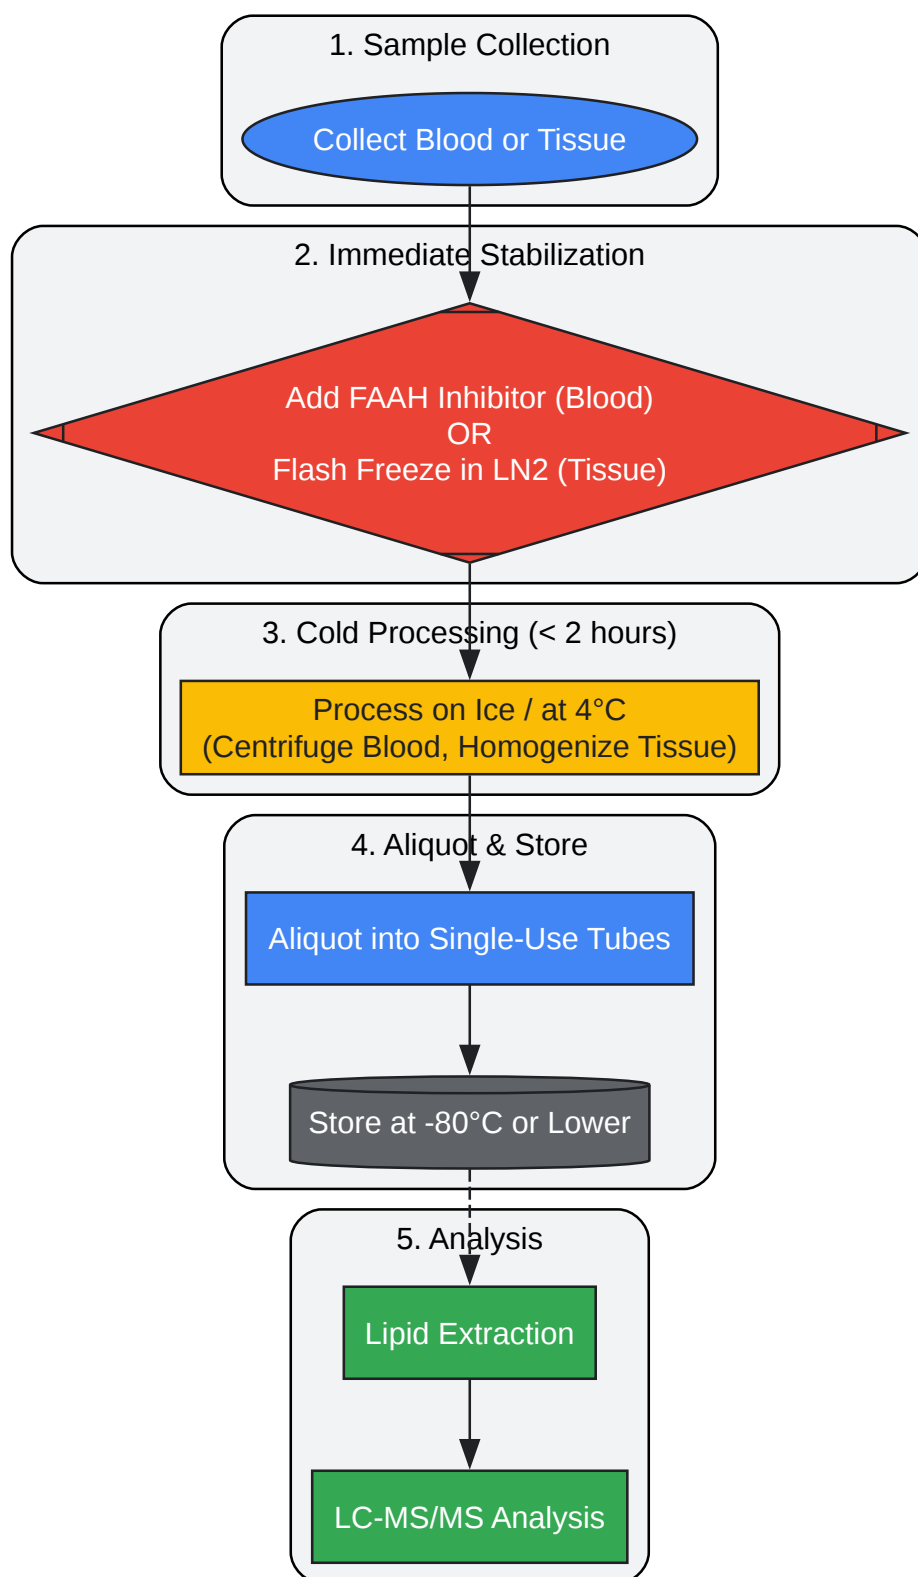 1. Sample Collection
Collect Blood or Tissue
2. Immediate Stabilization
Add FAAH Inhibitor (Blood)
OR
Flash Freeze in LN2 (Tissue)
3. Cold Processing (< 2 hours)
Process on Ice / at 4°C
(Centrifuge Blood, Homogenize Tissue)
4. Aliquot & Store
Aliquot into Single-Use Tubes
Store at -80°C or Lower
5. Analysis
Lipid Extraction
LC-MS/MS Analysis